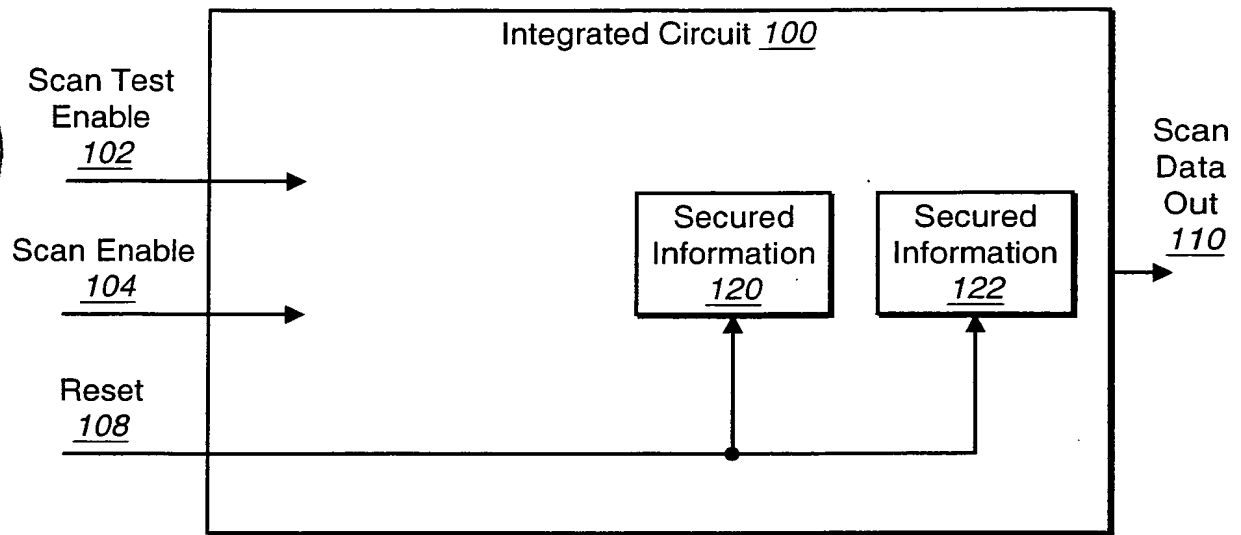 Integrated Circuit 100
Scan Test
Enable
102
Scan Enable
104
Reset
108
Secured
Information
120
Secured
Information
122
Scan
Data
Out
110